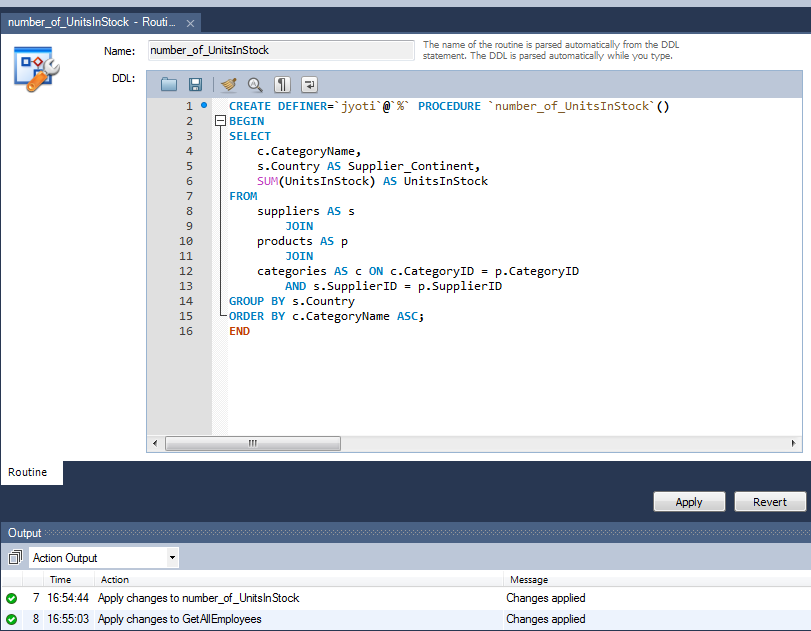 number_of_UnitsInStock - Routi...
Name:
number_of_UnitsInStock
The name of the routine is parsed automatically from the DDL
statement. The DDL is parsed automatically while you type.
DDL:
1 CREATE DEFINER=`jyoti`@`%` PROCEDURE `number_of_UnitsInStock`()
2 BEGIN
3 SELECT
4 c.CategoryName,
5 s.Country AS Supplier_Continent,
6 SUM(UnitsInStock) AS UnitsInStock
7 FROM
8 suppliers AS s
9 JOIN
10 products AS p
11 JOIN
12 categories AS c ON c.CategoryID = p.CategoryID
13 AND s.SupplierID = p.SupplierID
14 GROUP BY s.Country
15 ORDER BY c.CategoryName ASC;
16 END
Routine
Apply Revert
Output
Action Output
Time Action Message
7 16:54:44 Apply changes to number_of_UnitsInStock Changes applied
8 16:55:03 Apply changes to GetAllEmployees Changes applied